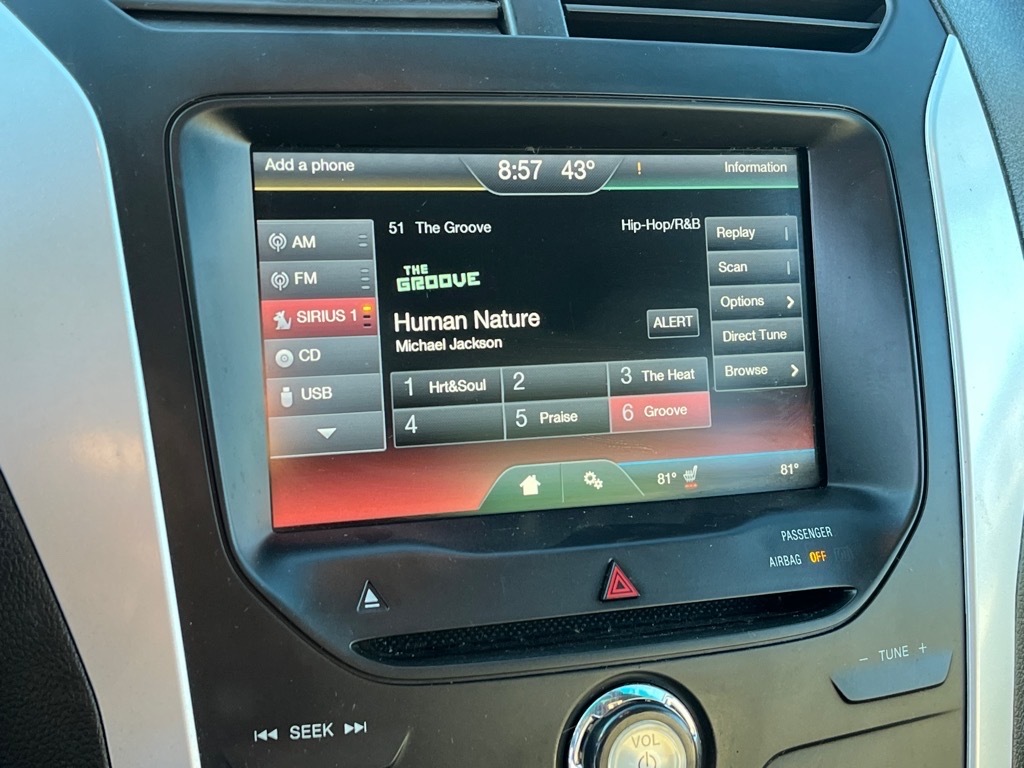 Add a phone
8:57 43°
!
Information
AM
FM
SIRIUS 1
CD
USB
51 The Groove
Hip-Hop/R&B
THE
GROOVE
Human Nature
Michael Jackson
ALERT
1 Hrt&Soul
2
3 The Heat
4
5 Praise
6 Groove
Replay
Scan
Options
Direct Tune
Browse
81°
81°
PASSENGER
AIRBAG OFF
− TUNE +
SEEK
VOL